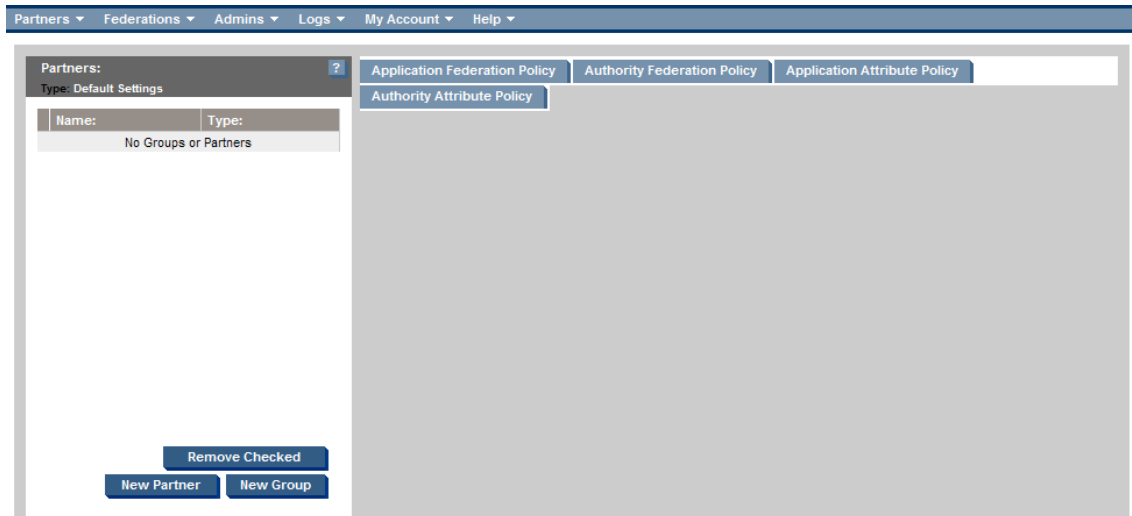 Partners Federations Admins Logs My Account Help
Partners: ?
Type: Default Settings
Name: Type:
No Groups or Partners
Remove Checked
New Partner New Group
Application Federation Policy Authority Federation Policy Application Attribute Policy
Authority Attribute Policy